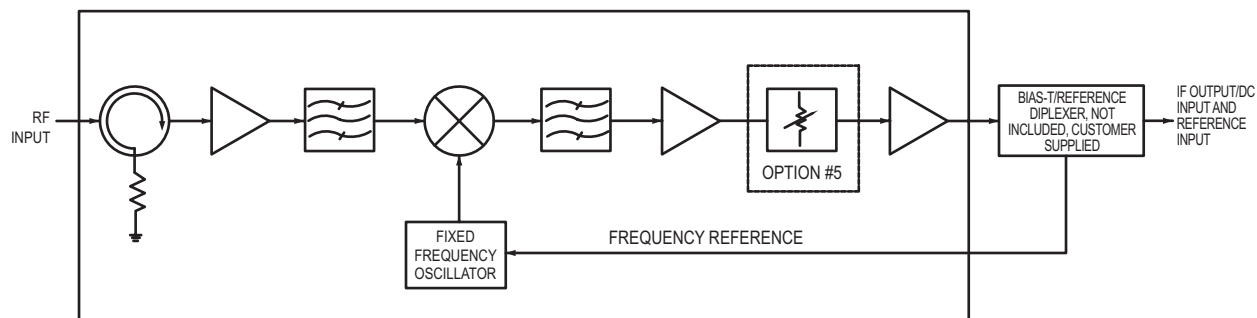 RF
INPUT
OPTION #5
FIXED
FREQUENCY
OSCILLATOR
FREQUENCY REFERENCE
BIAS-T/REFERENCE
DIPLEXER, NOT
INCLUDED, CUSTOMER
SUPPLIED
IF OUTPUT/DC
INPUT AND
REFERENCE
INPUT